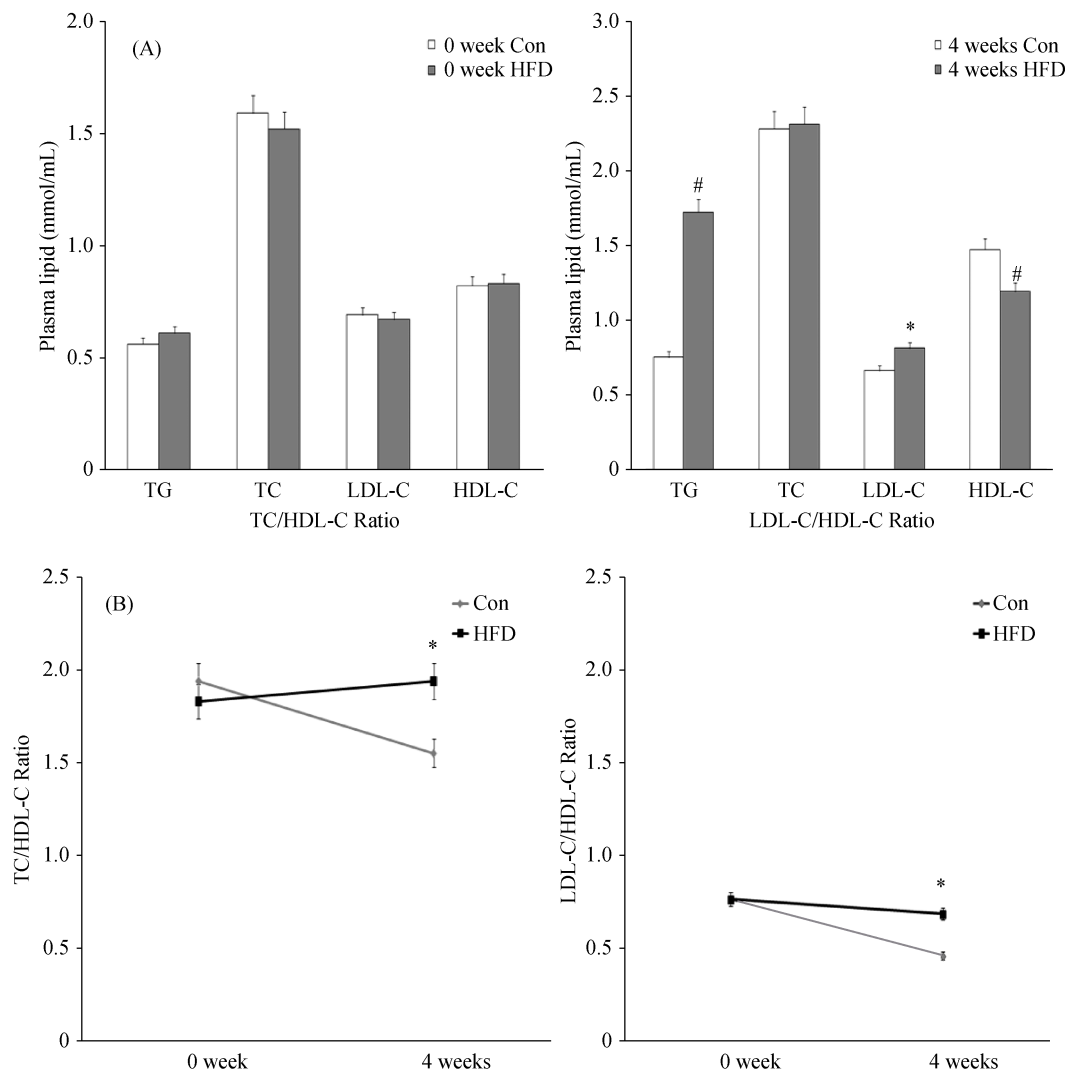 (A)
2.0
1.5
1.0
0.5
0
Plasma lipid (mmol/mL)
0 week Con
0 week HFD
TG TC LDL-C HDL-C
TC/HDL-C Ratio
3.0
2.5
2.0
1.5
1.0
0.5
0
Plasma lipid (mmol/mL)
4 weeks Con
4 weeks HFD
#
*
#
TG TC LDL-C HDL-C
LDL-C/HDL-C Ratio
(B)
2.5
2.0
1.5
1.0
0.5
0
TC/HDL-C Ratio
Con
HFD
*
0 week 4 weeks
2.5
2.0
1.5
1.0
0.5
0
LDL-C/HDL-C Ratio
Con
HFD
*
0 week 4 weeks